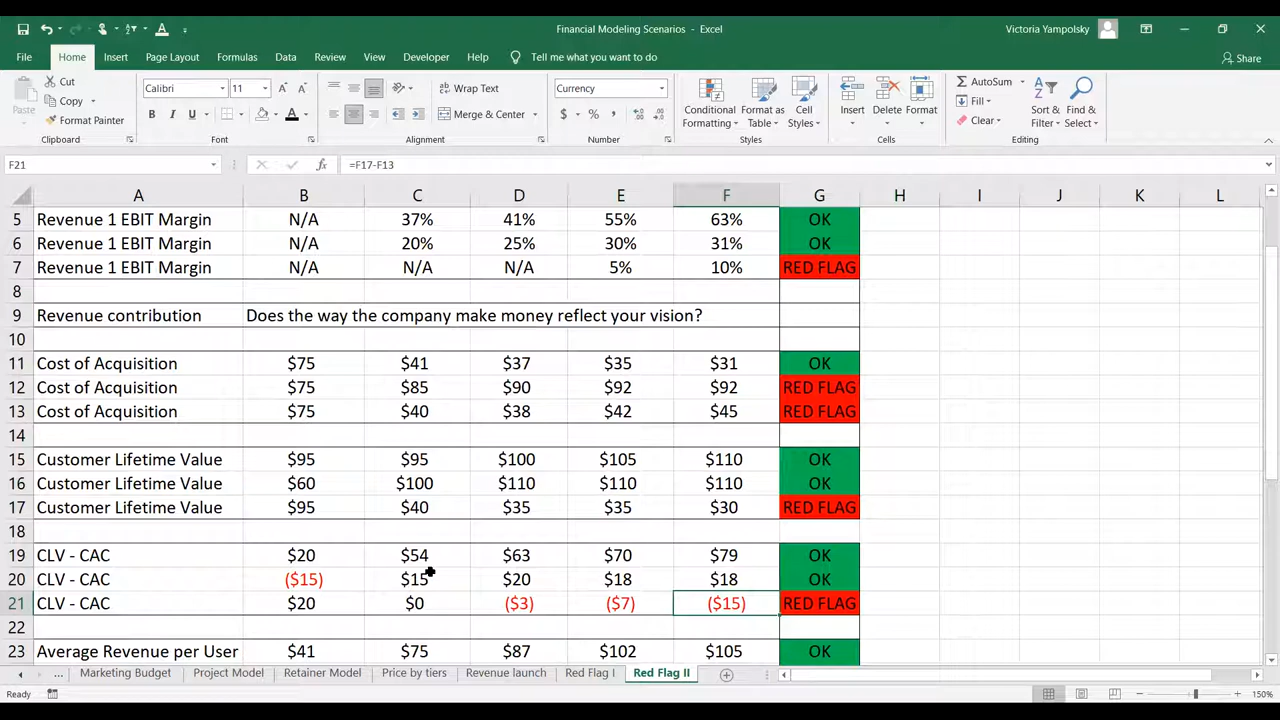 Financial Modeling Scenarios - Excel
Victoria Yampolsky
File Home Insert Page Layout Formulas Data Review View Developer Help Tell me what you want to do Share
Paste
Cut
Copy
Format Painter
Clipboard
Calibri 11
B I U A
Font
Wrap Text
Merge & Center
Alignment
Currency
$ % ,
Number
Conditional Formatting
Format as Table
Cell Styles
Styles
Insert Delete Format
Cells
AutoSum
Fill
Clear
Sort & Filter
Find & Select
Editing
F21 fx =F17-F13
A B C D E F G H I J K L
5 Revenue 1 EBIT Margin N/A 37% 41% 55% 63% OK
6 Revenue 1 EBIT Margin N/A 20% 25% 30% 31% OK
7 Revenue 1 EBIT Margin N/A N/A N/A 5% 10% RED FLAG
8
9 Revenue contribution Does the way the company make money reflect your vision?
10
11 Cost of Acquisition $75 $41 $37 $35 $31 OK
12 Cost of Acquisition $75 $85 $90 $92 $92 RED FLAG
13 Cost of Acquisition $75 $40 $38 $42 $45 RED FLAG
14
15 Customer Lifetime Value $95 $95 $100 $105 $110 OK
16 Customer Lifetime Value $60 $100 $110 $110 $110 OK
17 Customer Lifetime Value $95 $40 $35 $35 $30 RED FLAG
18
19 CLV - CAC $20 $54 $63 $70 $79 OK
20 CLV - CAC ($15) $15 $20 $18 $18 OK
21 CLV - CAC $20 $0 ($3) ($7) ($15) RED FLAG
22
23 Average Revenue per User $41 $75 $87 $102 $105 OK
... Marketing Budget Project Model Retainer Model Price by tiers Revenue launch Red Flag I Red Flag II
Ready 150%